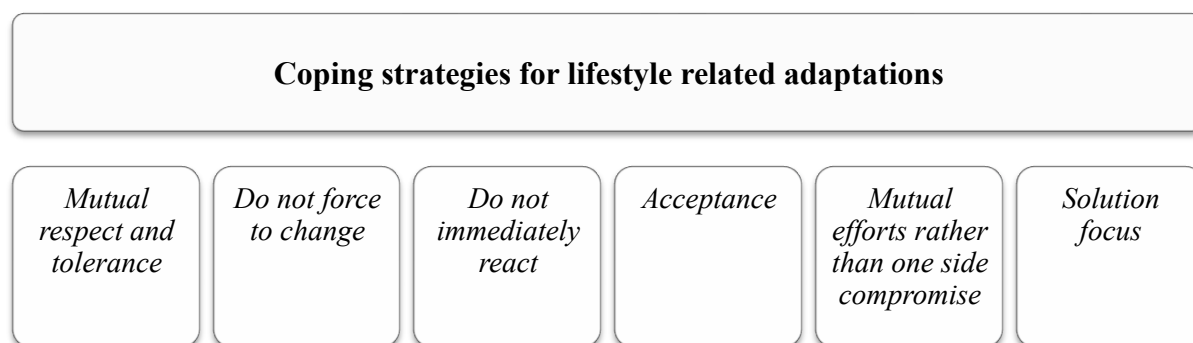 Coping strategies for lifestyle related adaptations
Mutual
respect and
tolerance
Do not force
to change
Do not
immediately
react
Acceptance
Mutual
efforts rather
than one side
compromise
Solution
focus